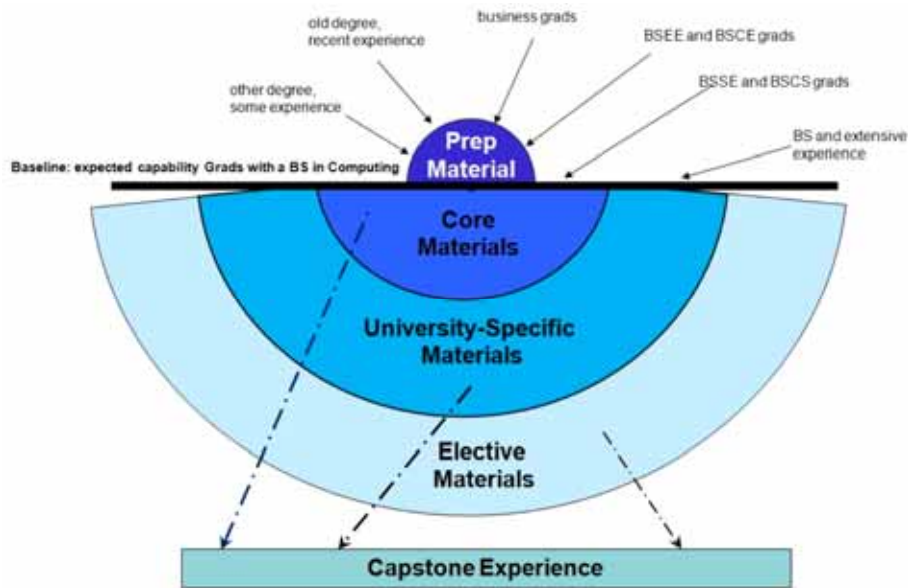 business grads
old degree,
recent experience
BSEE and BSCE grads
BSSE and BSCS grads
other degree,
some experience
BS and extensive
experience
Prep
Material
Baseline: expected capability Grads with a BS in Computing
Core
Materials
University-Specific
Materials
Elective
Materials
Capstone Experience